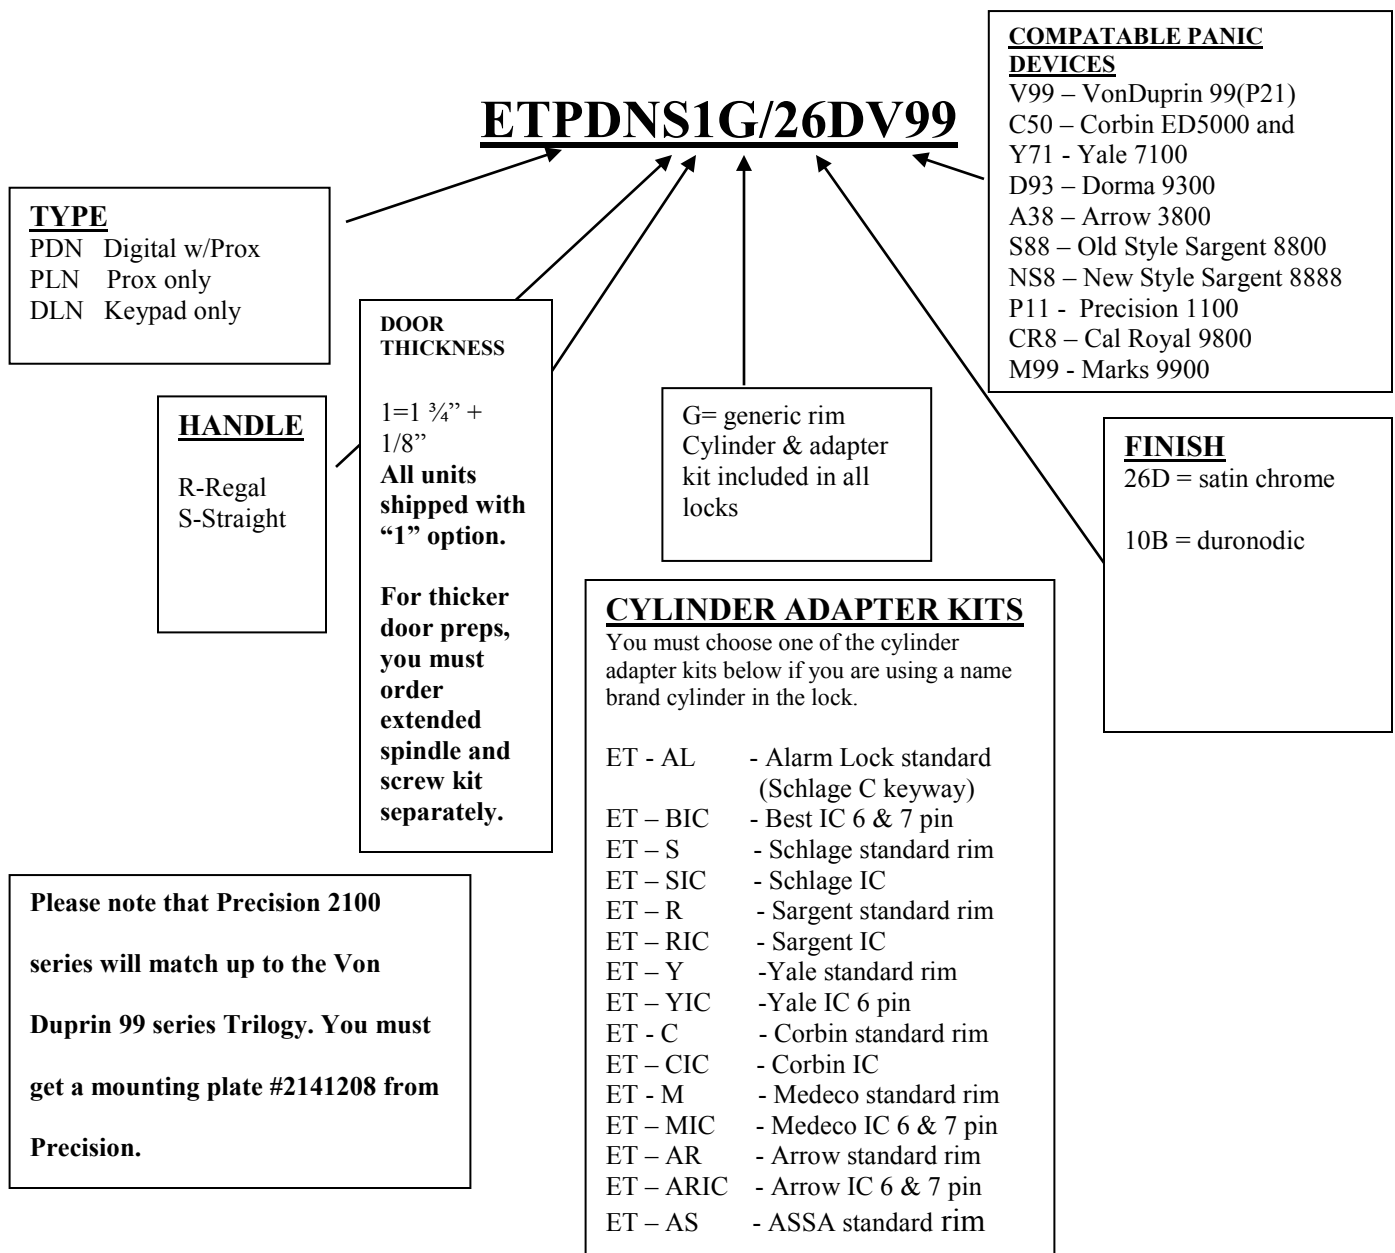 ETPDNS1G/26DV99
COMPATABLE PANIC
DEVICES
V99 – VonDuprin 99(P21)
C50 – Corbin ED5000 and
Y71 - Yale 7100
D93 – Dorma 9300
A38 – Arrow 3800
S88 – Old Style Sargent 8800
NS8 – New Style Sargent 8888
P11 - Precision 1100
CR8 – Cal Royal 9800
M99 - Marks 9900
TYPE
PDN Digital w/Prox
PLN Prox only
DLN Keypad only
HANDLE
R-Regal
S-Straight
DOOR
THICKNESS
1=1 ¾” +
1/8”
All units
shipped with
“1” option.
For thicker
door preps,
you must
order
extended
spindle and
screw kit
separately.
G= generic rim
Cylinder & adapter
kit included in all
locks
FINISH
26D = satin chrome
10B = duronodic
CYLINDER ADAPTER KITS
You must choose one of the cylinder
adapter kits below if you are using a name
brand cylinder in the lock.
ET - AL - Alarm Lock standard
(Schlage C keyway)
ET – BIC - Best IC 6 & 7 pin
ET – S - Schlage standard rim
ET – SIC - Schlage IC
ET – R - Sargent standard rim
ET – RIC - Sargent IC
ET – Y -Yale standard rim
ET – YIC -Yale IC 6 pin
ET - C - Corbin standard rim
ET – CIC - Corbin IC
ET - M - Medeco standard rim
ET – MIC - Medeco IC 6 & 7 pin
ET – AR - Arrow standard rim
ET – ARIC - Arrow IC 6 & 7 pin
ET – AS - ASSA standard rim
Please note that Precision 2100
series will match up to the Von
Duprin 99 series Trilogy. You must
get a mounting plate #2141208 from
Precision.